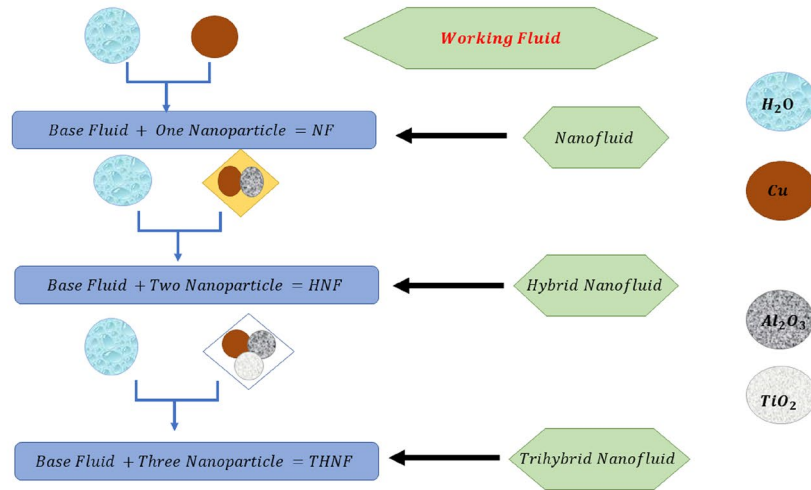 Working Fluid
H₂O
Base Fluid + One Nanoparticle = NF
Nanofluid
Cu
Base Fluid + Two Nanoparticle = HNF
Hybrid Nanofluid
Al₂O₃
TiO₂
Base Fluid + Three Nanoparticle = THNF
Trihybrid Nanofluid